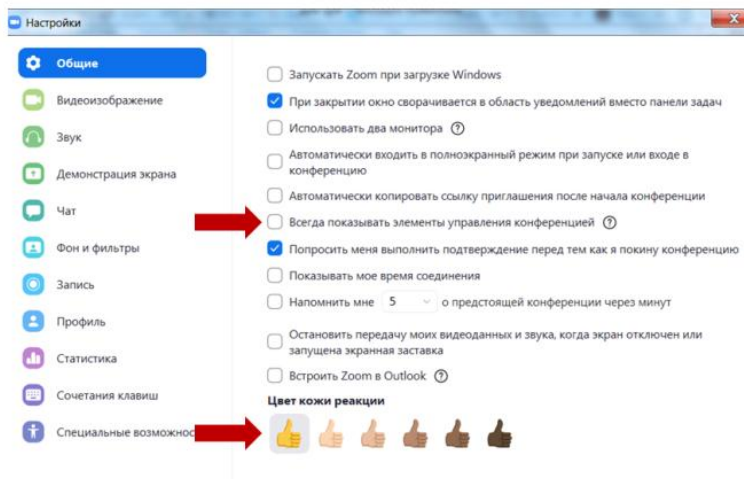 Настройки
Общие
Видеоизображение
Звук
Демонстрация экрана
Чат
Фон и фильтры
Запись
Профиль
Статистика
Сочетания клавиш
Специальные возможнос
Запускать Zoom при загрузке Windows
При закрытии окно сворачивается в область уведомлений вместо панели задач
Использовать два монитора ?
Автоматически входить в полноэкранный режим при запуске или входе в
конференцию
Автоматически копировать ссылку приглашения после начала конференции
Всегда показывать элементы управления конференцией ?
Попросить меня выполнить подтверждение перед тем как я покину конференцию
Показывать мое время соединения
Напомнить мне 5 о предстоящей конференции через минут
Остановить передачу моих видеоданных и звука, когда экран отключен или
запущена экранная заставка
Встроить Zoom в Outlook ?
Цвет кожи реакции